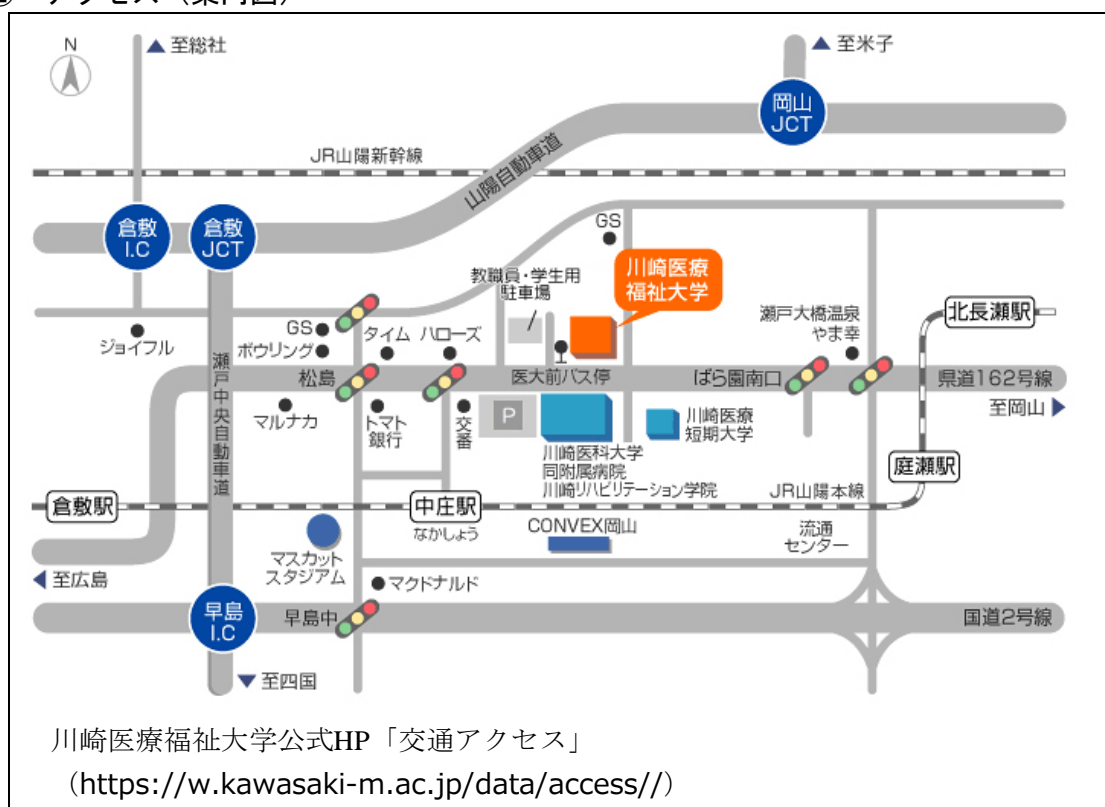 アクセス（案内図）
N
▲至総社
▲至米子
岡山
JCT
JR山陽新幹線
山陽自動車道
倉敷
I.C
倉敷
JCT
GS
川崎医療
福祉大学
教職員・学生用
駐車場
瀬戸大橋温泉
やま幸
北長瀬駅
ジョイフル
GS
ボウリング
タイム
ハローズ
松島
医大前バス停
ばら園南口
県道162号線
至岡山▶
瀬戸中央自動車道
マルナカ
トマト
銀行
交番
P
川崎医療
短期大学
川崎医科大学
同附属病院
川崎リハビリテーション学院
庭瀬駅
JR山陽本線
倉敷駅
中庄駅
なかしょう
CONVEX岡山
流通
センター
マスカット
スタジアム
◀至広島
マクドナルド
早島
I.C
早島中
国道2号線
▼至四国
川崎医療福祉大学公式HP「交通アクセス」
（https://w.kawasaki-m.ac.jp/data/access//）